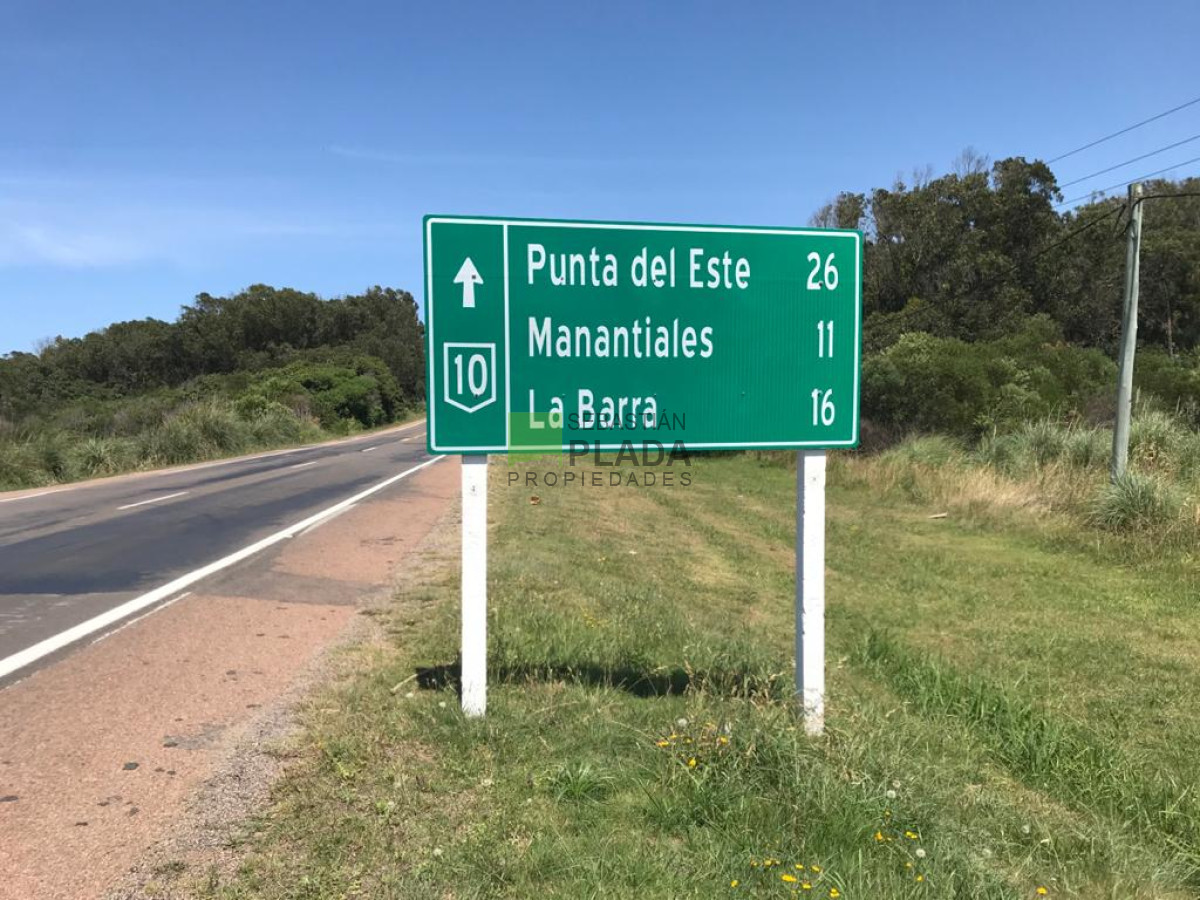 Punta del Este 26
Manantiales 11
La Barra 16
10
SEBASTIÁN
PLADA
PROPIEDADES